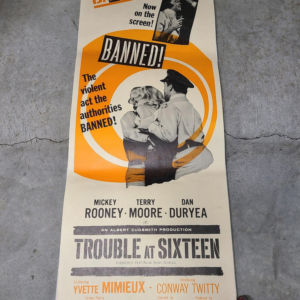 Now
on the
screen!
BANNED!
The
violent
act the
authorities
BANNED!
MICKEY TERRY DAN
ROONEY · MOORE · DURYEA
AN ALBERT ZUGSMITH PRODUCTION
TROUBLE AT SIXTEEN
YVETTE MIMIEUX · CONWAY TWITTY